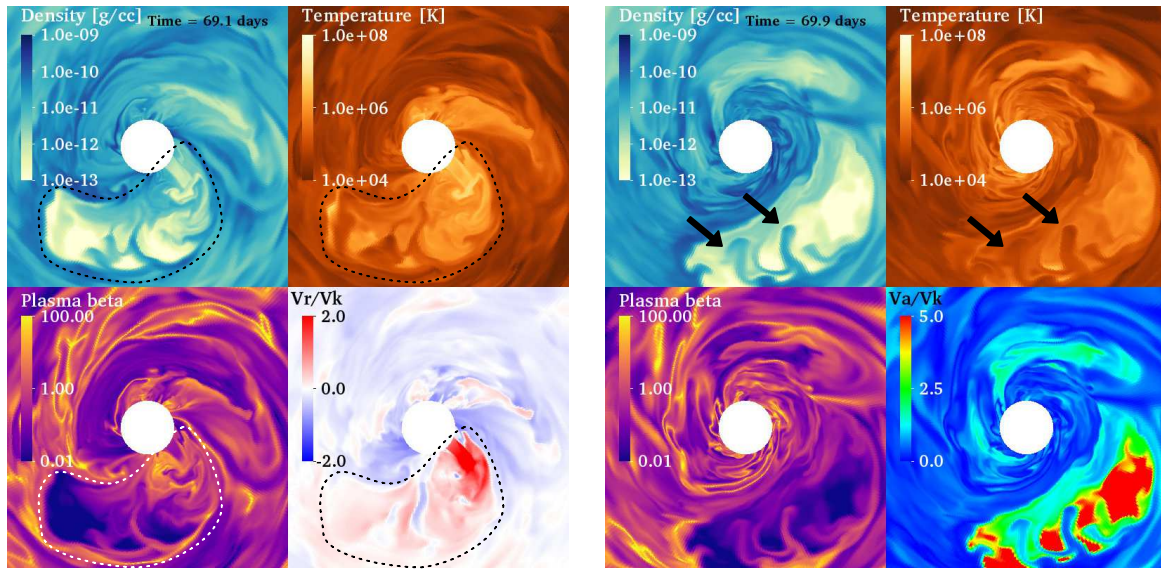 Density [g/cc]
Time = 69.1 days
1.0e-09
1.0e-10
1.0e-11
1.0e-12
1.0e-13
Temperature [K]
1.0e+08
1.0e+06
1.0e+04
Plasma beta
100.00
1.00
0.01
Vr/Vk
2.0
0.0
-2.0
Density [g/cc]
Time = 69.9 days
1.0e-09
1.0e-10
1.0e-11
1.0e-12
1.0e-13
Temperature [K]
1.0e+08
1.0e+06
1.0e+04
Plasma beta
100.00
1.00
0.01
Va/Vk
5.0
2.5
0.0